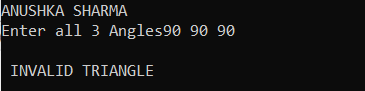 ANUSHKA SHARMA
Enter all 3 Angles90 90 90
INVALID TRIANGLE